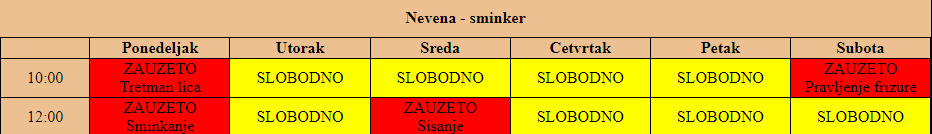 Nevena - sminker
Ponedeljak Utorak Sreda Cetvrtak Petak Subota
10:00 ZAUZETO Tretman lica SLOBODNO SLOBODNO SLOBODNO SLOBODNO ZAUZETO Pravljenje frizure
12:00 ZAUZETO Sminkanje SLOBODNO ZAUZETO Sisanje SLOBODNO SLOBODNO SLOBODNO